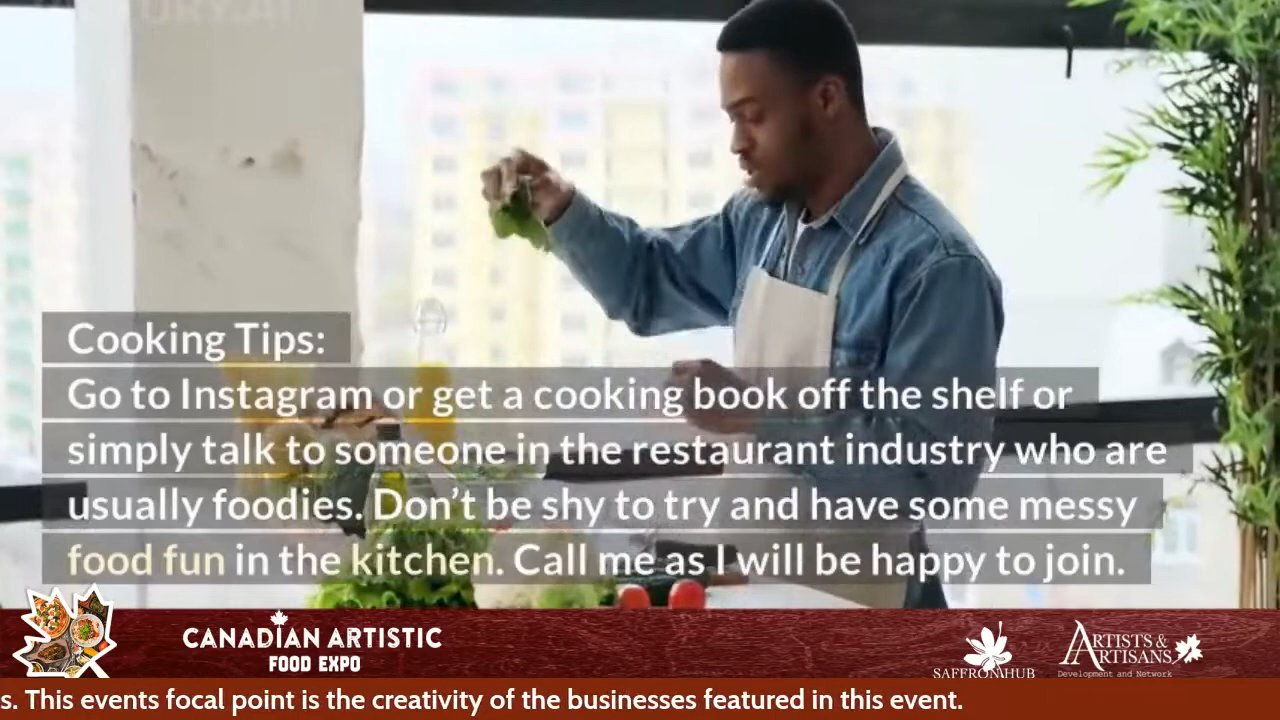 Cooking Tips:
Go to Instagram or get a cooking book off the shelf or
simply talk to someone in the restaurant industry who are
usually foodies. Don't be shy to try and have some messy
food fun in the kitchen. Call me as I will be happy to join.
CANADIAN ARTISTIC
FOOD EXPO
SAFFRON HUB
ARTISTS &
ARTISANS
Development and Network
s. This events focal point is the creativity of the businesses featured in this event.